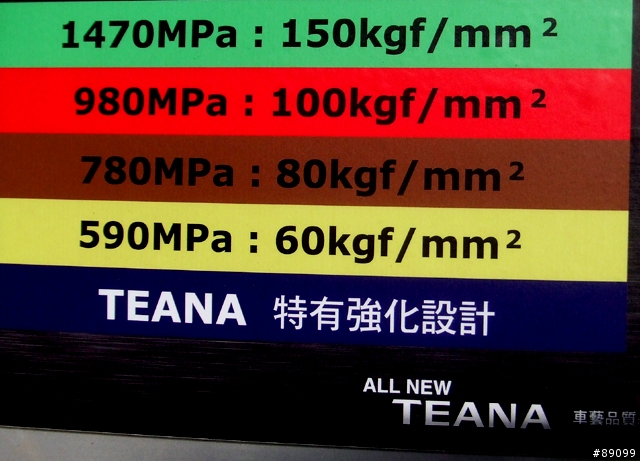 1470MPa : 150kgf/mm²
980MPa : 100kgf/mm²
780MPa : 80kgf/mm²
590MPa : 60kgf/mm²
TEANA 特有強化設計
ALL NEW
TEANA 車藝品質
#89099